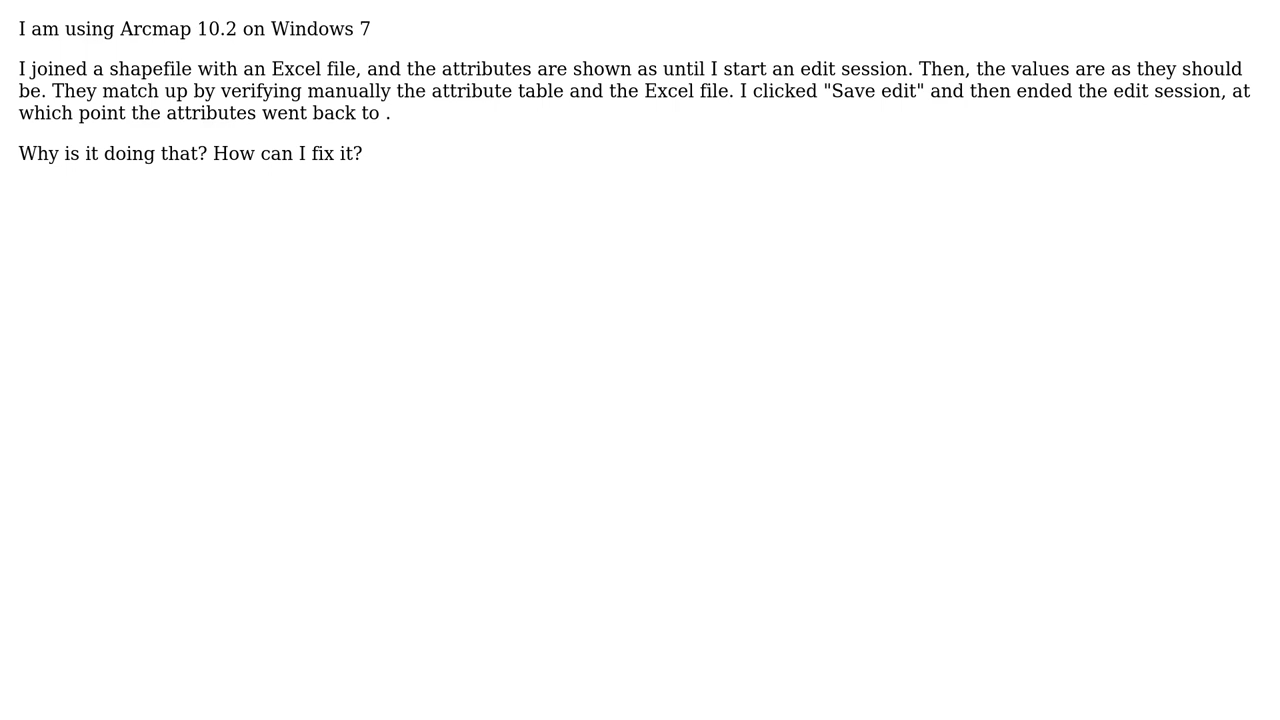 I am using Arcmap 10.2 on Windows 7
I joined a shapefile with an Excel file, and the attributes are shown as until I start an edit session. Then, the values are as they should
be. They match up by verifying manually the attribute table and the Excel file. I clicked "Save edit" and then ended the edit session, at
which point the attributes went back to .
Why is it doing that? How can I fix it?